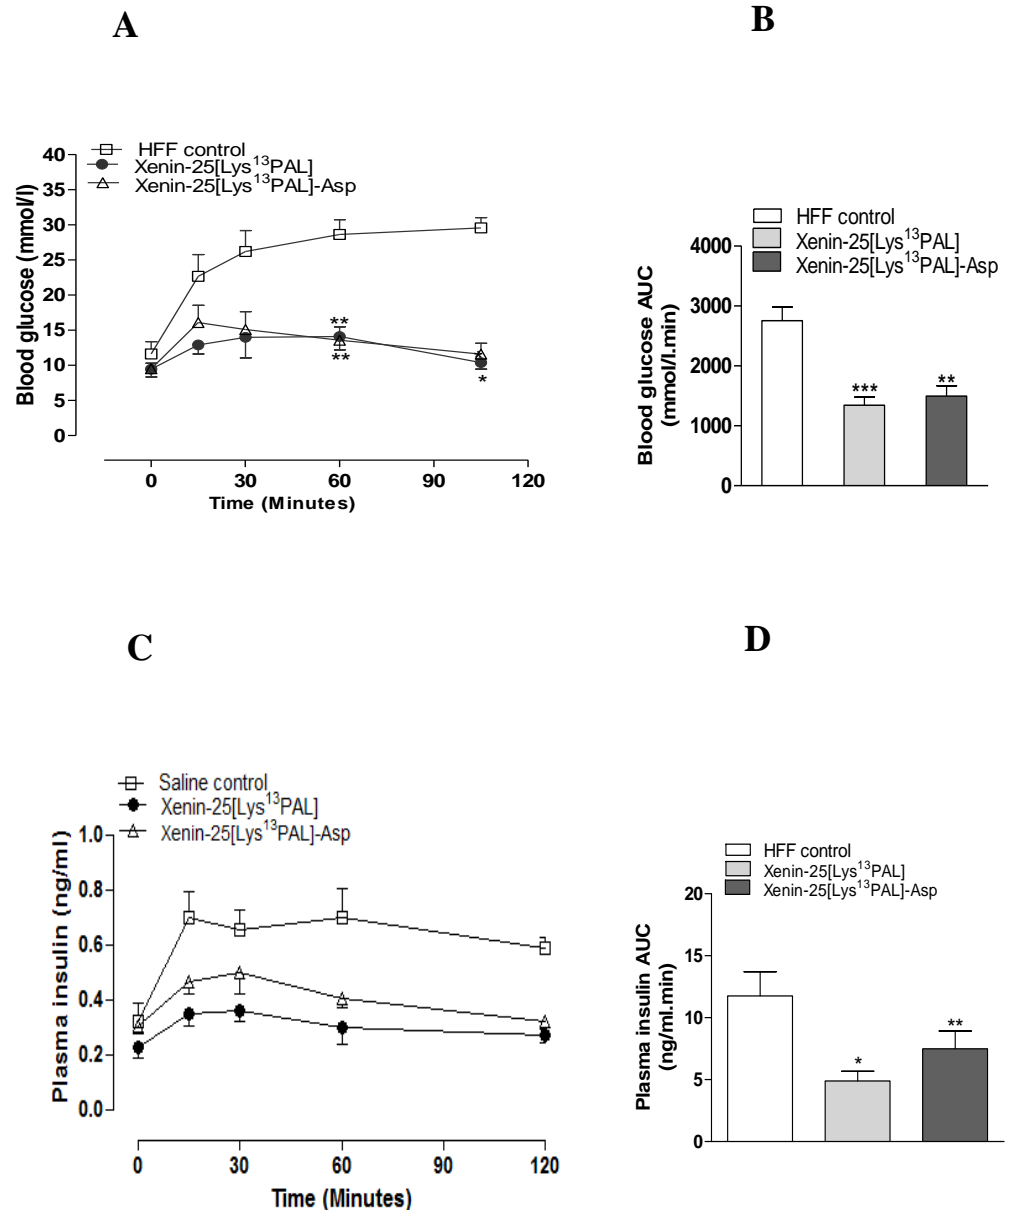 A
HFF control
Xenin-25[Lys¹³PAL]
Xenin-25[Lys¹³PAL]-Asp
Blood glucose (mmol/l)
40
35
30
25
20
15
10
5
0
**
**
*
0 30 60 90 120
Time (Minutes)
B
HFF control
Xenin-25[Lys¹³PAL]
Xenin-25[Lys¹³PAL]-Asp
Blood glucose AUC
(mmol/l.min)
4000
3000
2000
1000
0
*** **
C
Saline control
Xenin-25[Lys¹³PAL]
Xenin-25[Lys¹³PAL]-Asp
Plasma insulin (ng/ml)
1.0
0.8
0.6
0.4
0.2
0.0
0 30 60 120
Time (Minutes)
D
HFF control
Xenin-25[Lys¹³PAL]
Xenin-25[Lys¹³PAL]-Asp
Plasma insulin AUC
(ng/ml.min)
20
15
10
5
0
* **